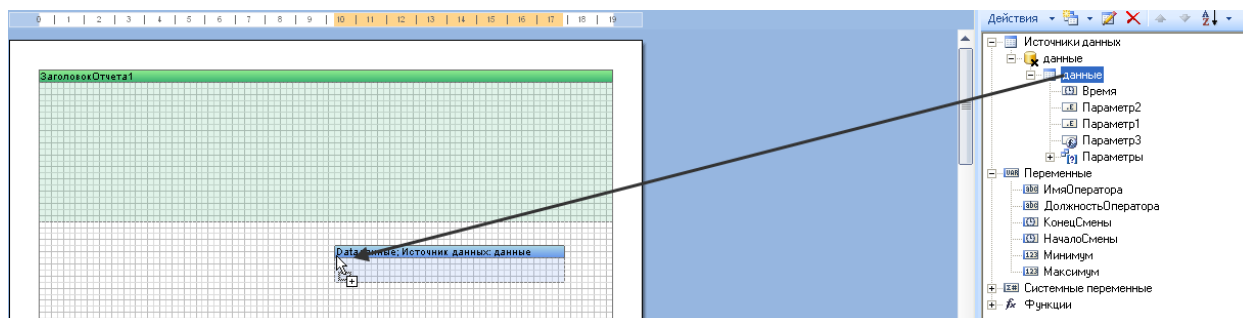 0 1 2 3 4 5 6 7 8 9 10 11 12 13 14 15 16 17 18 19
Действия
ЗаголовокОтчета1
Dataданные; Источник данных: данные
Источники данных
данные
данные
Время
Параметр2
Параметр1
Параметр3
Параметры
Переменные
ИмяОператора
ДолжностьОператора
КонецСмены
НачалоСмены
Минимум
Максимум
Системные переменные
Функции